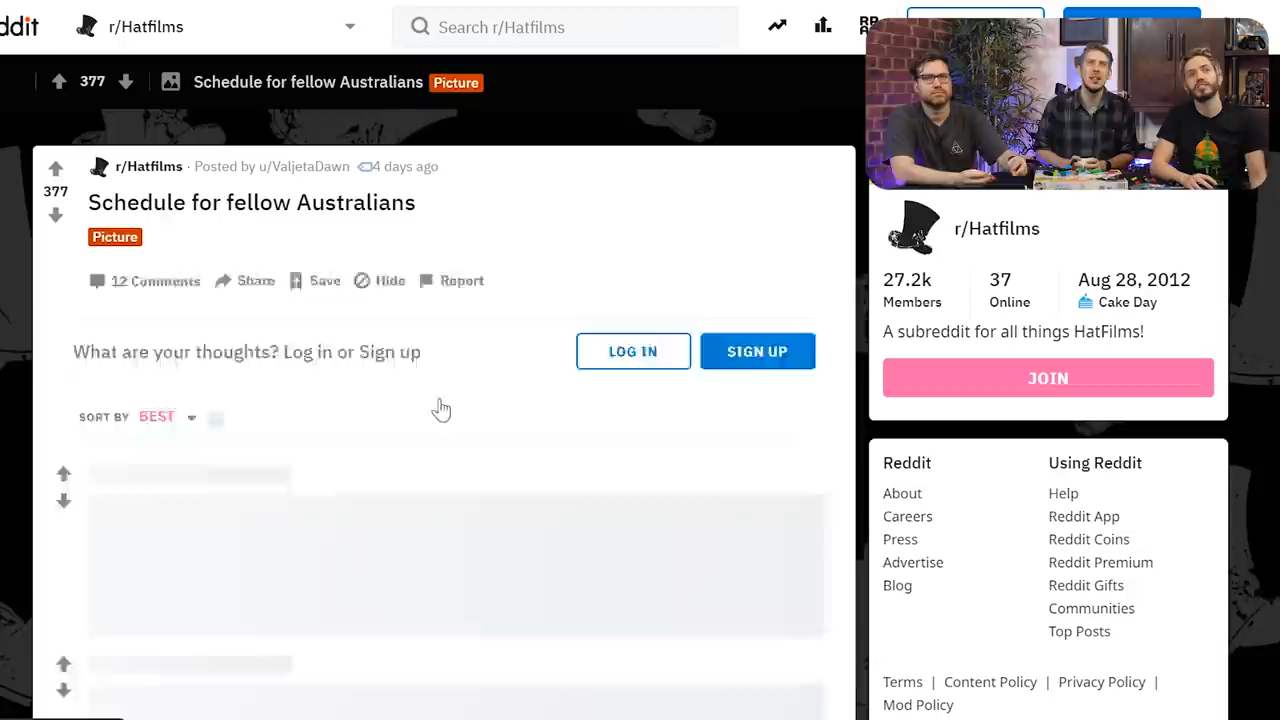 ddit
r/Hatfilms
Search r/Hatfilms
377
Schedule for fellow Australians
Picture
r/Hatfilms · Posted by u/ValjetaDawn 4 days ago
377
Schedule for fellow Australians
Picture
12 Comments
Share
Save
Hide
Report
What are your thoughts? Log in or Sign up
LOG IN
SIGN UP
SORT BY BEST
r/Hatfilms
27.2k
Members
37
Online
Aug 28, 2012
Cake Day
A subreddit for all things HatFilms!
JOIN
Reddit
About
Careers
Press
Advertise
Blog
Using Reddit
Help
Reddit App
Reddit Coins
Reddit Premium
Reddit Gifts
Communities
Top Posts
Terms | Content Policy | Privacy Policy |
Mod Policy